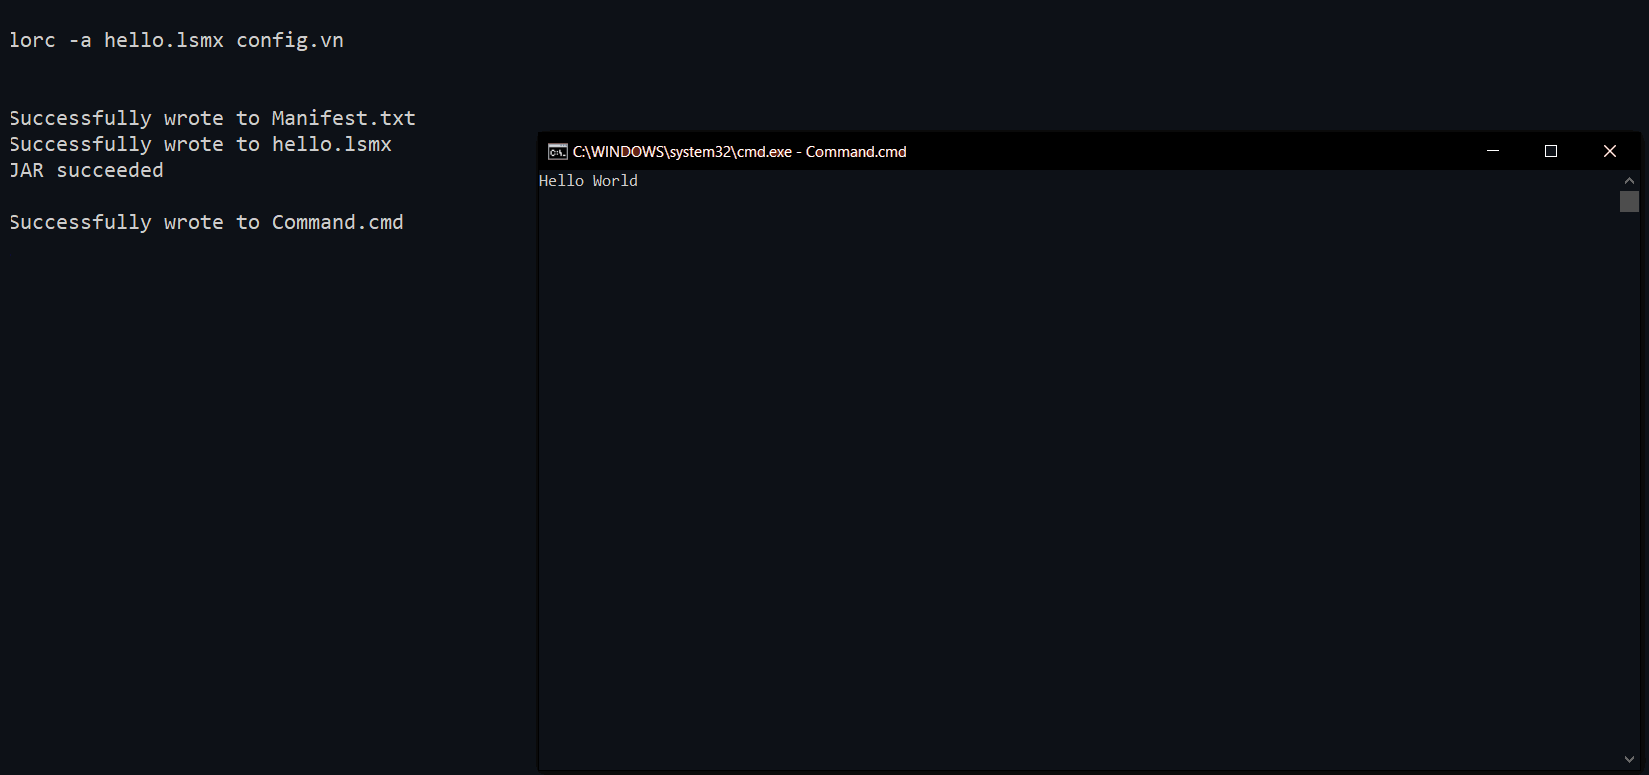 lorc -a hello.lsmx config.vn
Successfully wrote to Manifest.txt
Successfully wrote to hello.lsmx
JAR succeeded
Successfully wrote to Command.cmd
C:\WINDOWS\system32\cmd.exe - Command.cmd
Hello World